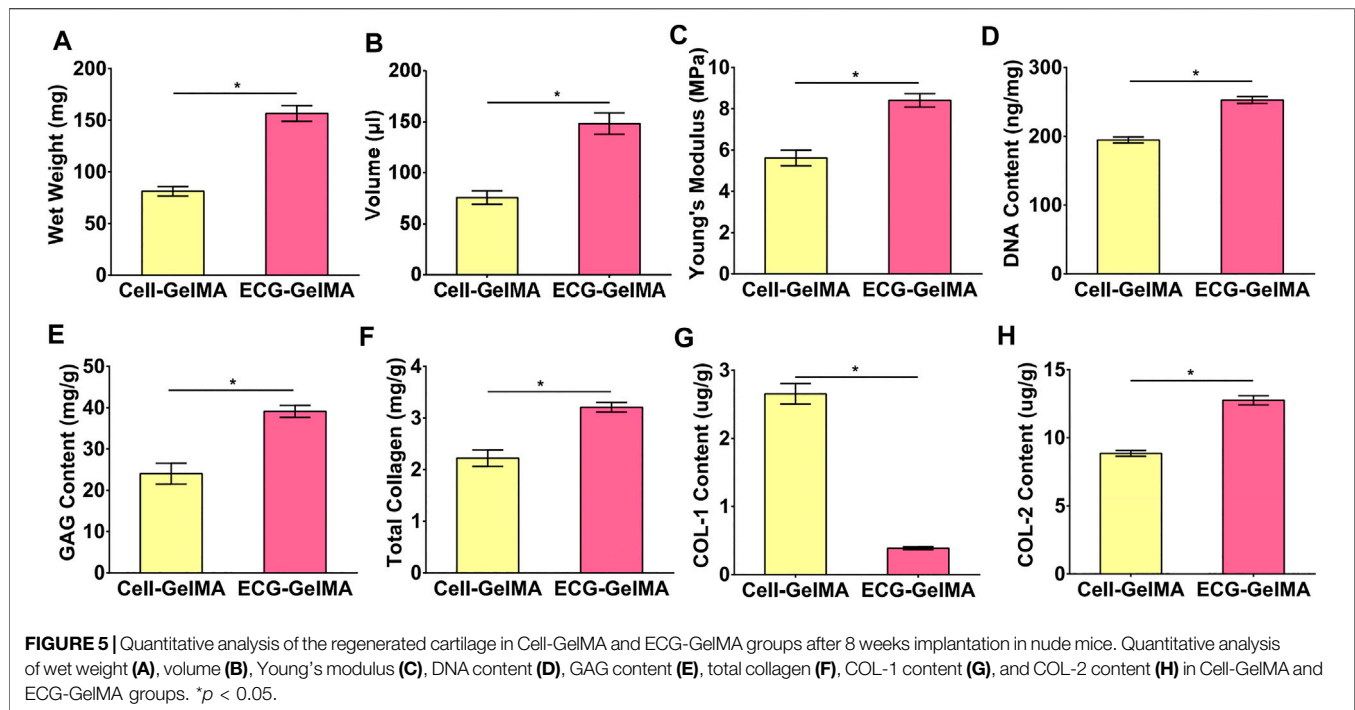 A
Wet Weight (mg)
200
150
100
50
0
*
Cell-GelMA ECG-GelMA
B
Volume (µl)
200
150
100
50
0
*
Cell-GelMA ECG-GelMA
C
Young's Modulus (MPa)
10
8
6
4
2
0
*
Cell-GelMA ECG-GelMA
D
DNA Content (ng/mg)
300
200
100
0
*
Cell-GelMA ECG-GelMA
E
GAG Content (mg/g)
50
40
30
20
10
0
*
Cell-GelMA ECG-GelMA
F
Total Collagen (mg/g)
4
3
2
1
0
*
Cell-GelMA ECG-GelMA
G
COL-1 Content (ug/g)
3
2
1
0
*
Cell-GelMA ECG-GelMA
H
COL-2 Content (ug/g)
15
10
5
0
*
Cell-GelMA ECG-GelMA
FIGURE 5 | Quantitative analysis of the regenerated cartilage in Cell-GelMA and ECG-GelMA groups after 8 weeks implantation in nude mice. Quantitative analysis
of wet weight (A), volume (B), Young's modulus (C), DNA content (D), GAG content (E), total collagen (F), COL-1 content (G), and COL-2 content (H) in Cell-GelMA and
ECG-GelMA groups. *p < 0.05.